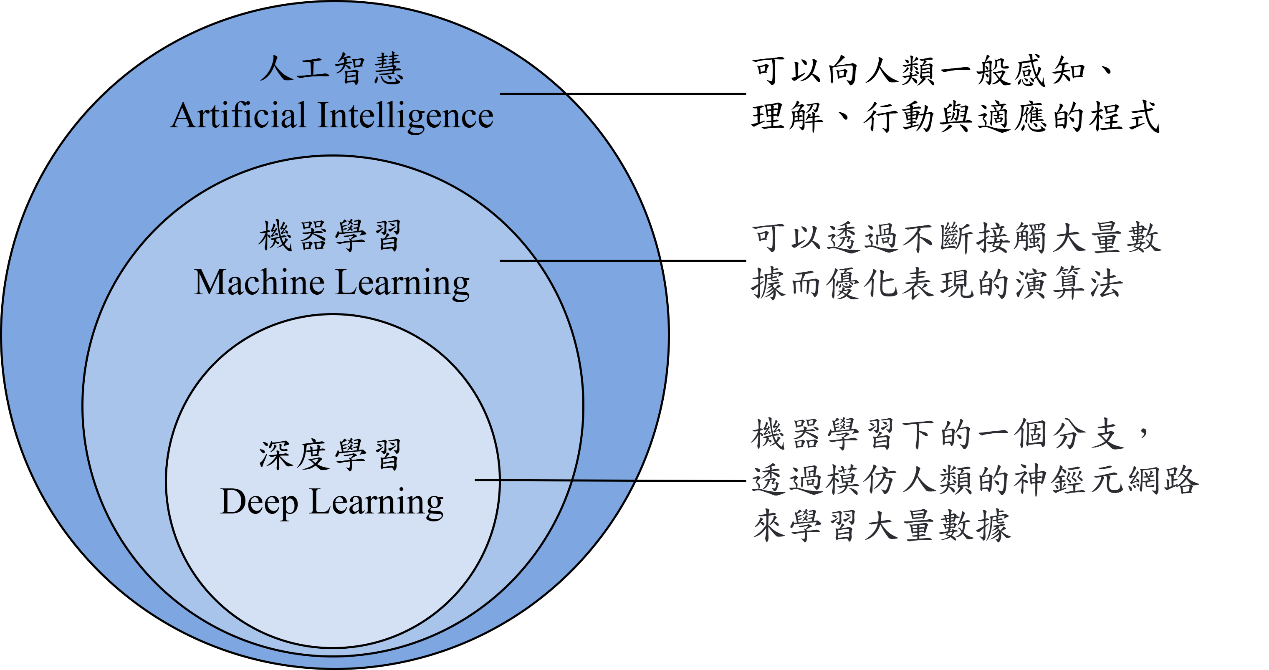 人工智慧
Artificial Intelligence
可以向人類一般感知、
理解、行動與適應的程式
機器學習
Machine Learning
可以透過不斷接觸大量數
據而優化表現的演算法
深度學習
Deep Learning
機器學習下的一個分支，
透過模仿人類的神經元網路
來學習大量數據